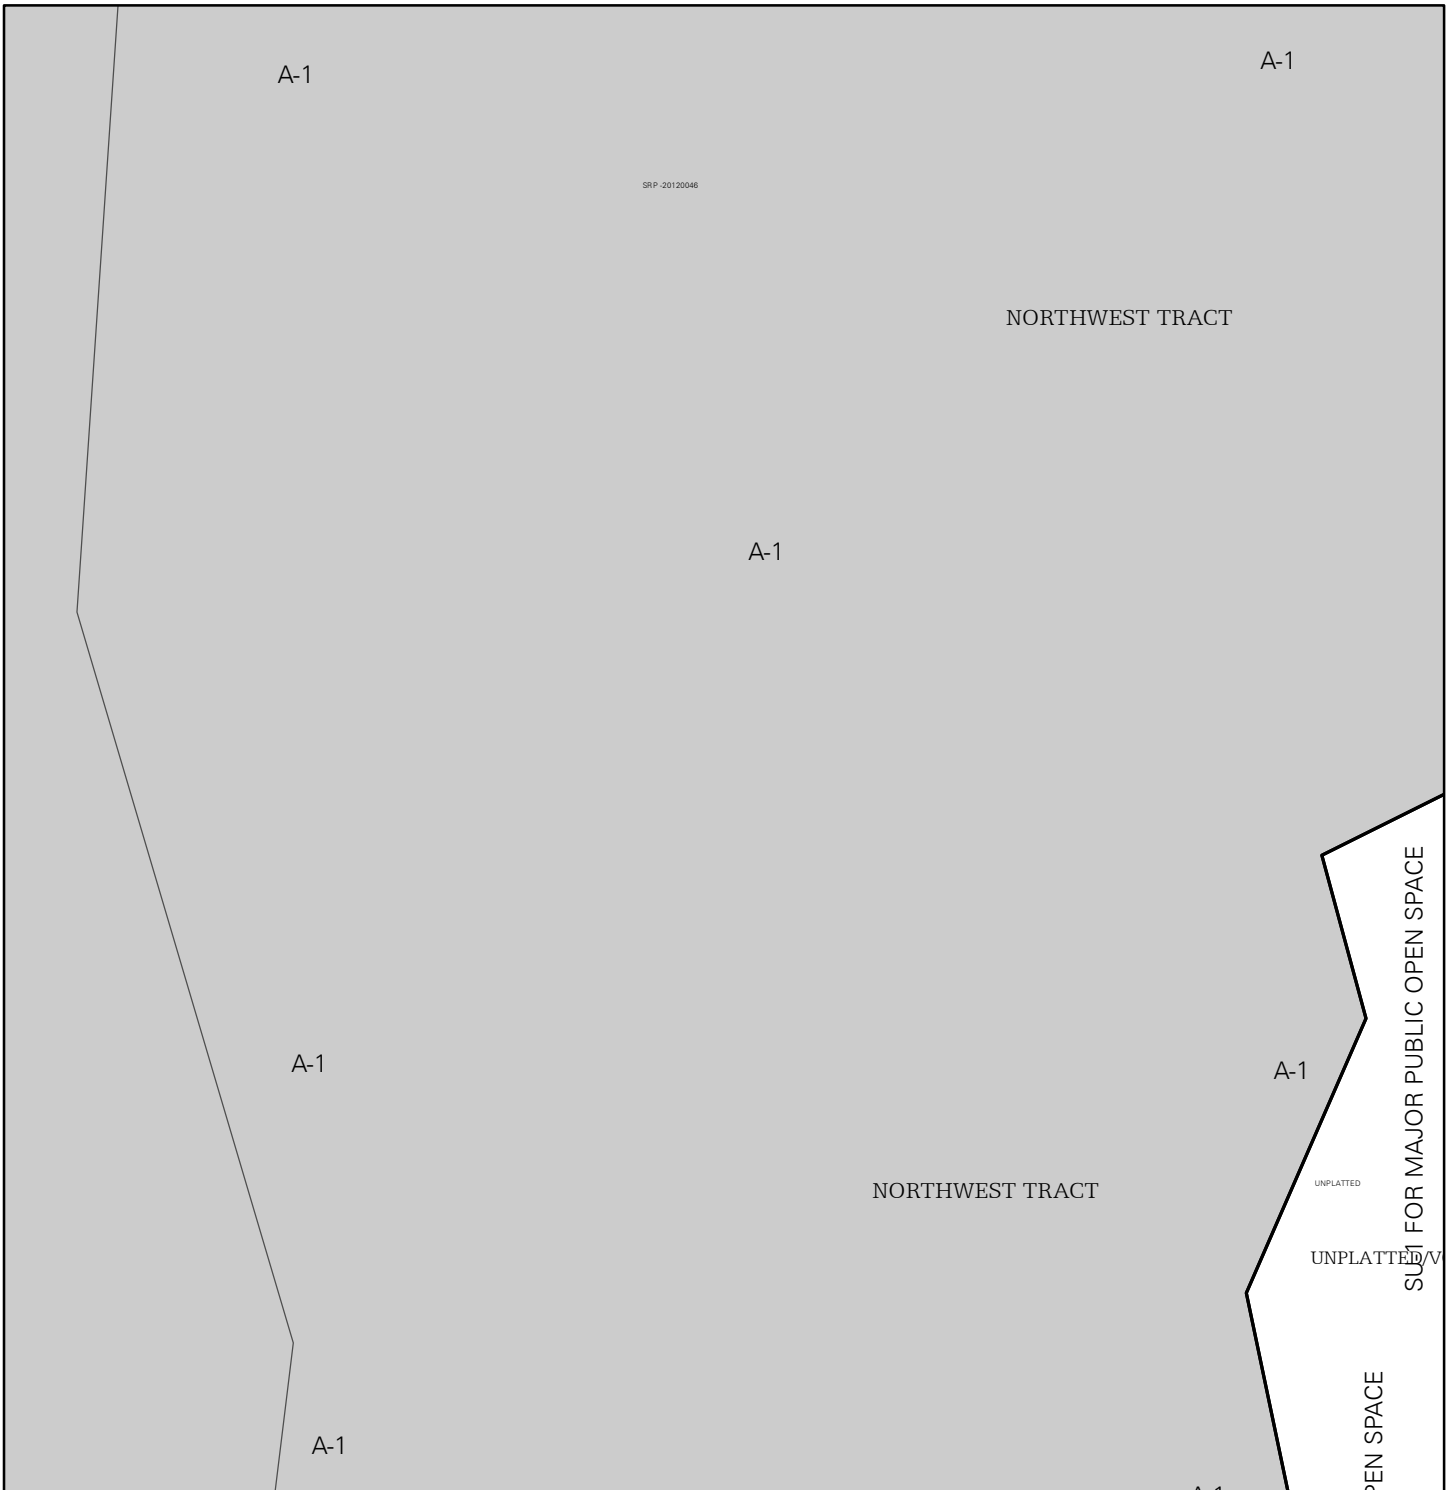 A-1
A-1
SRP -20120046
NORTHWEST TRACT
A-1
SU-1 FOR MAJOR PUBLIC OPEN SPACE
A-1
A-1
NORTHWEST TRACT
UNPLATTED
UNPLATTED/V
SPACE
A-1
A-1